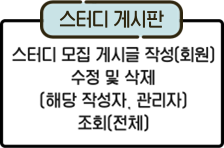 스터디 게시판
스터디 모집 게시글 작성(회원)
수정 및 삭제
(해당 작성자, 관리자)
조회(전체)